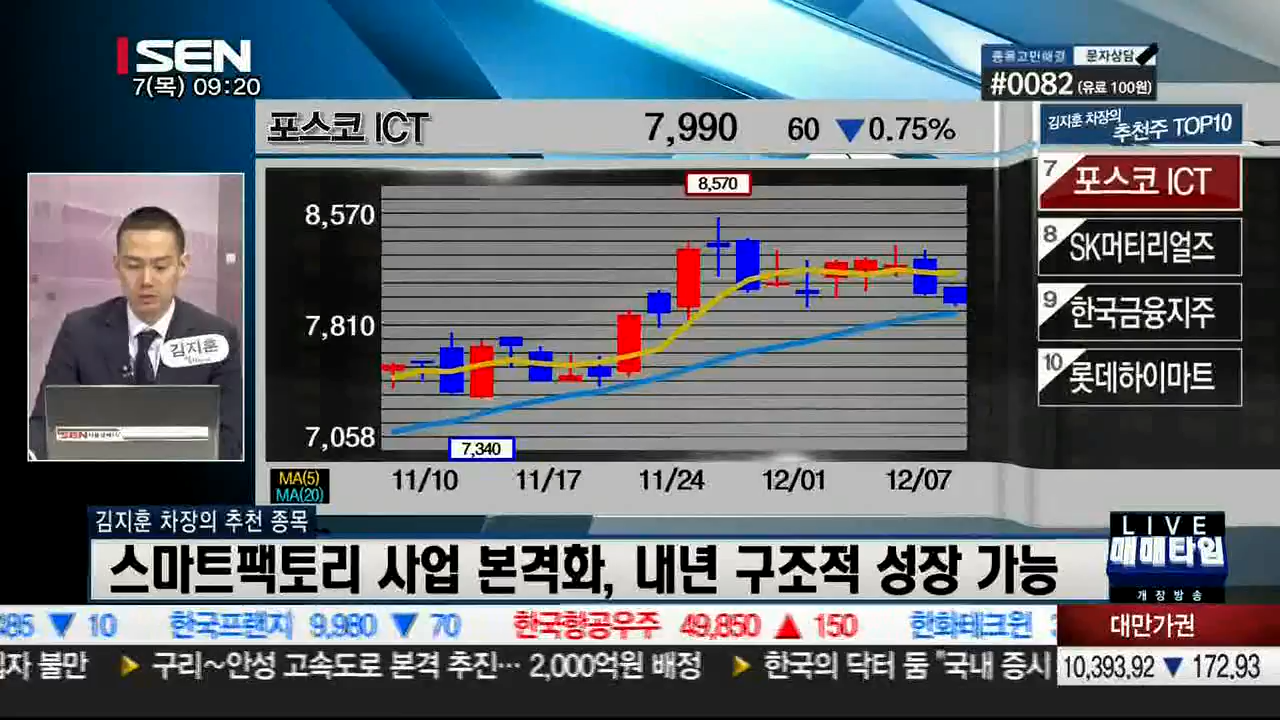 SEN
7(목) 09:20
종목고민해결 문자상담
#0082 (유료 100원)
포스코 ICT 7,990 60 ▼0.75%
김지훈 차장의
추천주 TOP10
7 포스코 ICT
8 SK머티리얼즈
9 한국금융지주
10 롯데하이마트
8,570
8,570
7,810
7,058
7,340
MA(5)
MA(20)
11/10 11/17 11/24 12/01 12/07
김지훈
SEN
김지훈 차장의 추천 종목
스마트팩토리 사업 본격화, 내년 구조적 성장 가능
LIVE
매매타임
개장방송
▼ 10 한국프랜지 9,980 ▼ 70 한국항공우주 49,850 ▲ 150 한화테크윈
대만가권
불만 ▶ 구리~안성 고속도로 본격 추진… 2,000억원 배정 ▶ 한국의 닥터 둠 "국내 증시
10,393.92 ▼ 172.93